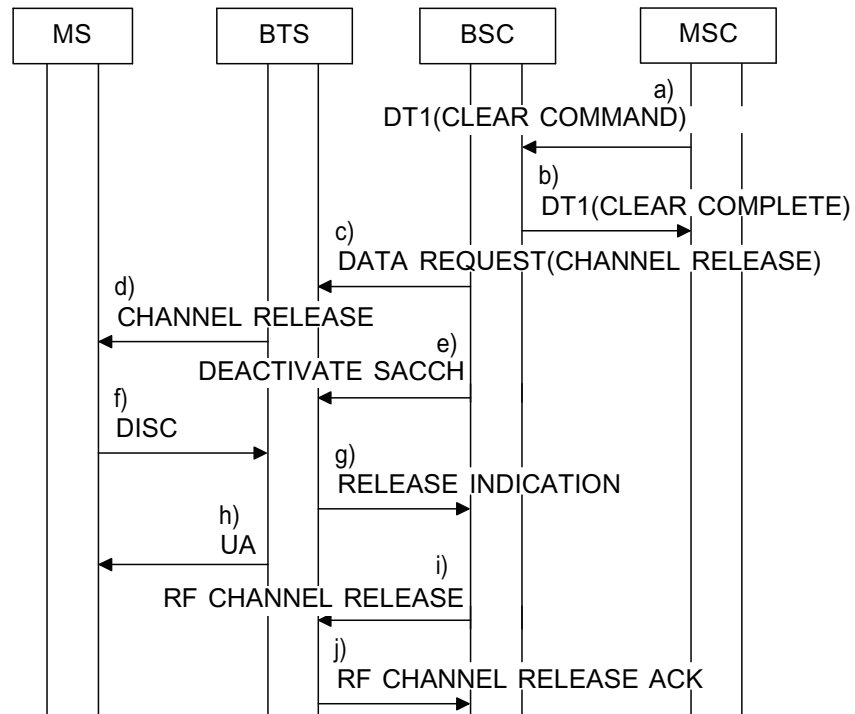 MS BTS BSC MSC
a)
DT1(CLEAR COMMAND)
b)
DT1(CLEAR COMPLETE)
c)
DATA REQUEST(CHANNEL RELEASE)
d)
CHANNEL RELEASE
e)
DEACTIVATE SACCH
f)
DISC
g)
RELEASE INDICATION
h)
UA
i)
RF CHANNEL RELEASE
j)
RF CHANNEL RELEASE ACK